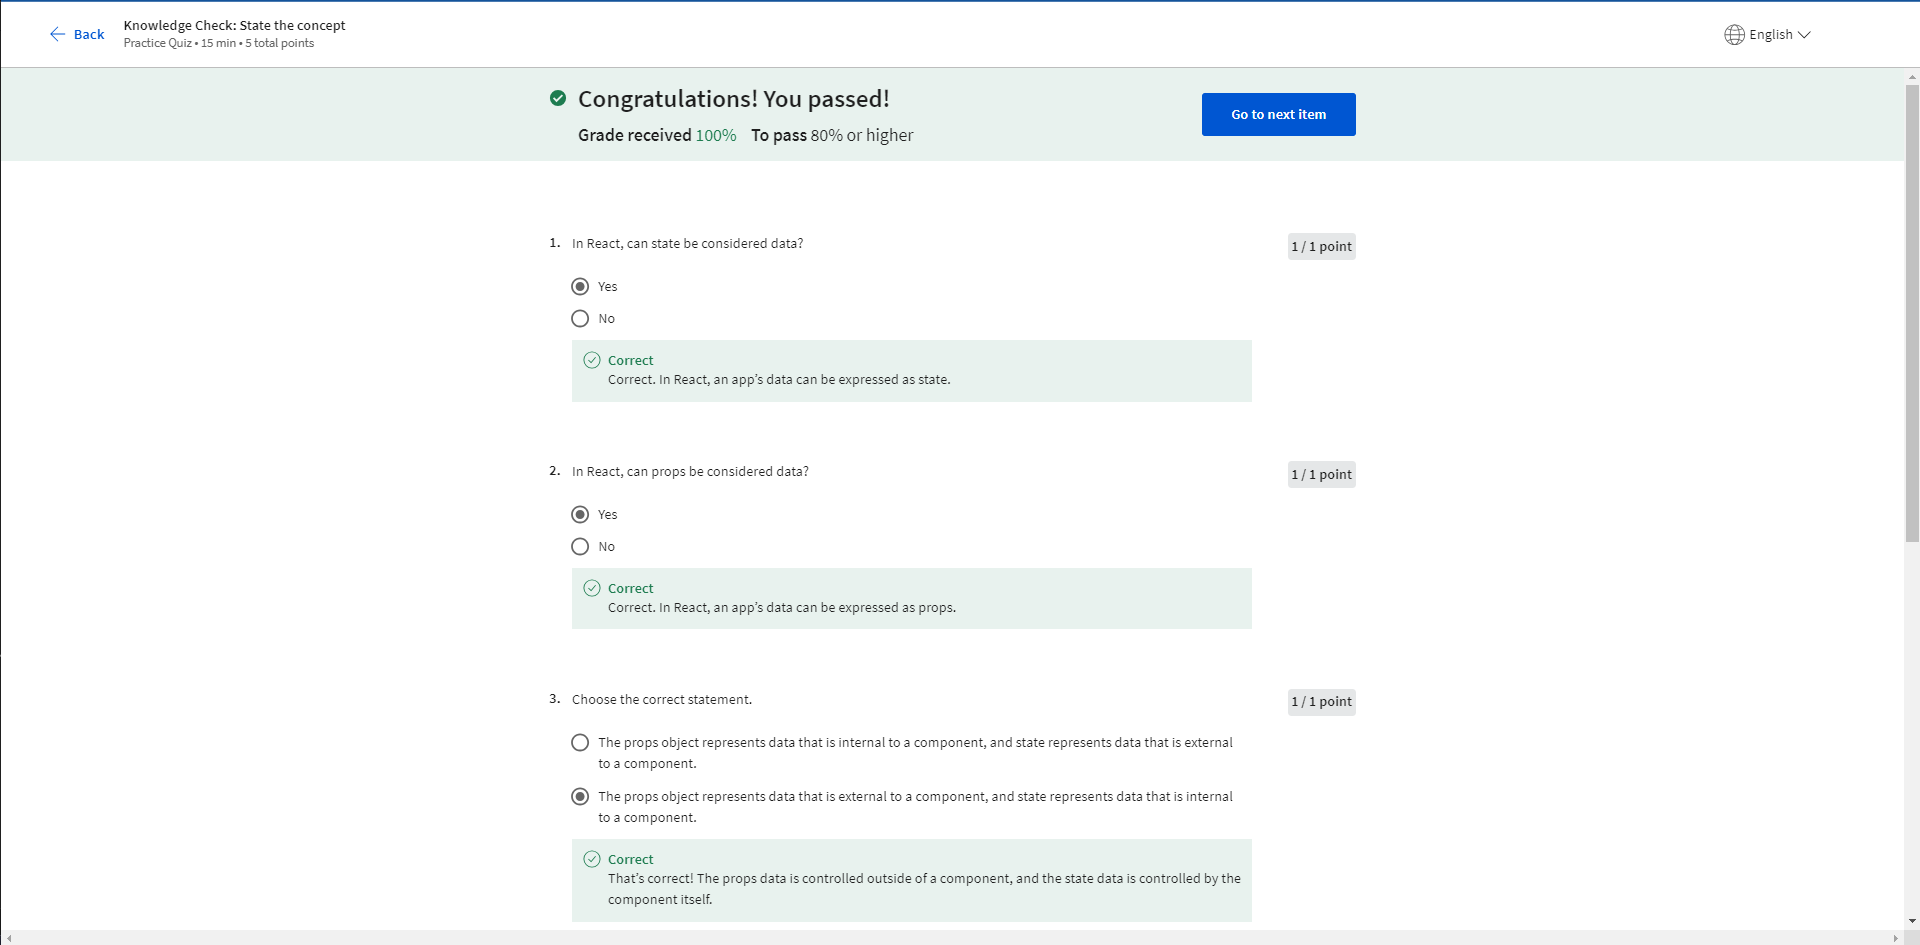 Back
Knowledge Check: State the concept
Practice Quiz • 15 min • 5 total points
English
Congratulations! You passed!
Grade received 100% To pass 80% or higher
Go to next item
1. In React, can state be considered data?
1 / 1 point
Yes
No
Correct
Correct. In React, an app’s data can be expressed as state.
2. In React, can props be considered data?
1 / 1 point
Yes
No
Correct
Correct. In React, an app’s data can be expressed as props.
3. Choose the correct statement.
1 / 1 point
The props object represents data that is internal to a component, and state represents data that is external
to a component.
The props object represents data that is external to a component, and state represents data that is internal
to a component.
Correct
That’s correct! The props data is controlled outside of a component, and the state data is controlled by the
component itself.